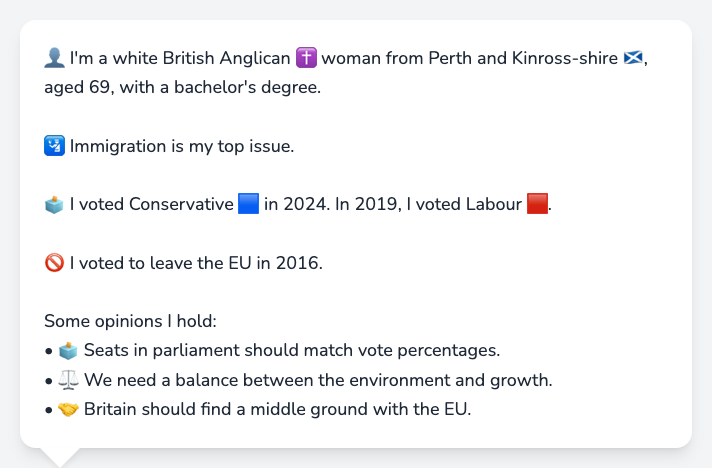 👤 I'm a white British Anglican ✝️ woman from Perth and Kinross-shire 🏴󠁧󠁢󠁳󠁣󠁴󠁿,
aged 69, with a bachelor's degree.
🛂 Immigration is my top issue.
🗳️ I voted Conservative 🟦 in 2024. In 2019, I voted Labour 🟥.
🚫 I voted to leave the EU in 2016.
Some opinions I hold:
• 🗳️ Seats in parliament should match vote percentages.
• ⚖️ We need a balance between the environment and growth.
• 🤝 Britain should find a middle ground with the EU.